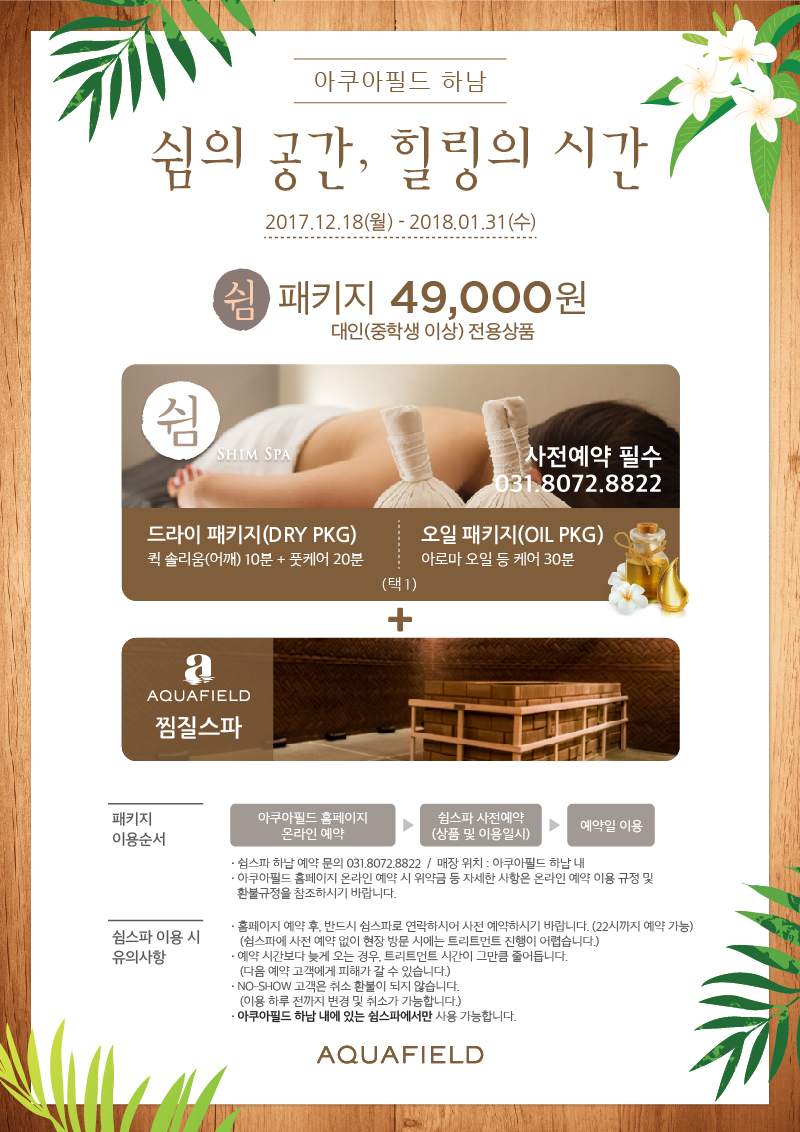 아쿠아필드 하남
쉼의 공간, 힐링의 시간
2017.12.18(월) - 2018.01.31(수)
쉼 패키지 49,000원
대인(중학생 이상) 전용상품
쉼
SHIM SPA
사전예약 필수
031.8072.8822
드라이 패키지(DRY PKG)
퀵 솔리움(어깨) 10분 + 풋케어 20분
오일 패키지(OIL PKG)
아로마 오일 등 케어 30분
(택1)
+
a
AQUAFIELD
찜질스파
패키지
이용순서
아쿠아필드 홈페이지
온라인 예약
쉼스파 사전예약
(상품 및 이용일시)
예약일 이용
· 쉼스파 하남 예약 문의 031.8072.8822 / 매장 위치 : 아쿠아필드 하남 내
· 아쿠아필드 홈페이지 온라인 예약 시 위약금 등 자세한 사항은 온라인 예약 이용 규정 및
환불규정을 참조하시기 바랍니다.
쉼스파 이용 시
유의사항
· 홈페이지 예약 후, 반드시 쉼스파로 연락하시어 사전 예약하시기 바랍니다. (22시까지 예약 가능)
(쉼스파에 사전 예약 없이 현장 방문 시에는 트리트먼트 진행이 어렵습니다.)
· 예약 시간보다 늦게 오는 경우, 트리트먼트 시간이 그만큼 줄어듭니다.
(다음 예약 고객에게 피해가 갈 수 있습니다.)
· NO-SHOW 고객은 취소 환불이 되지 않습니다.
(이용 하루 전까지 변경 및 취소가 가능합니다.)
· 아쿠아필드 하남 내에 있는 쉼스파에서만 사용 가능합니다.
AQUAFIELD